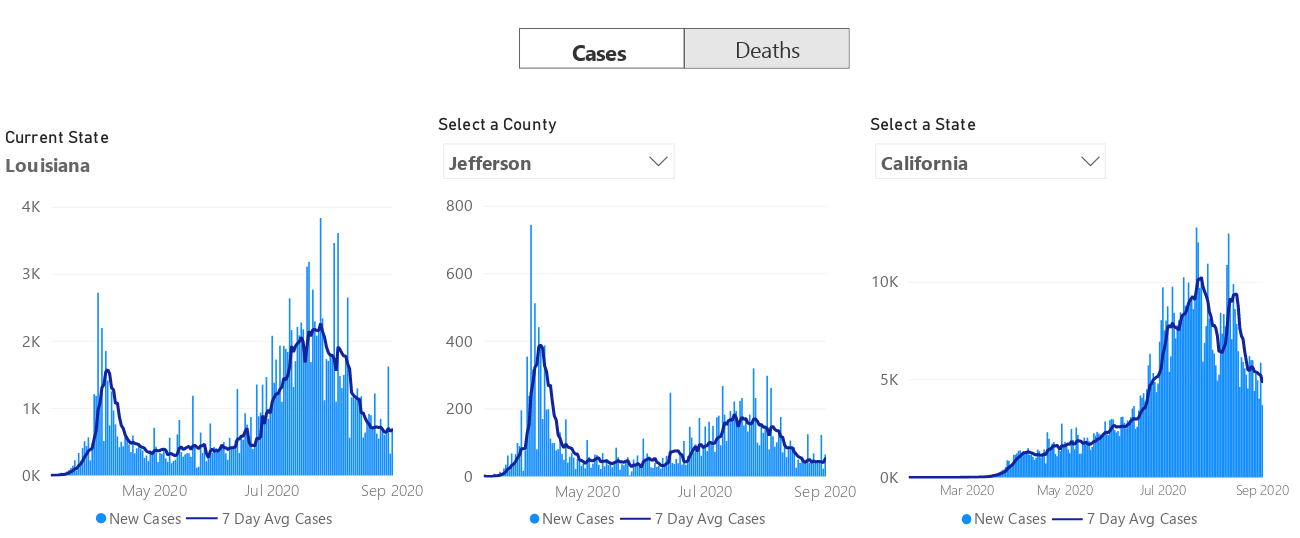 Cases Deaths
Current State
Louisiana
4K
3K
2K
1K
0K
May 2020 Jul 2020 Sep 2020
New Cases 7 Day Avg Cases
Select a County
Jefferson
800
600
400
200
0
May 2020 Jul 2020 Sep 2020
New Cases 7 Day Avg Cases
Select a State
California
10K
5K
0K
Mar 2020 May 2020 Jul 2020 Sep 2020
New Cases 7 Day Avg Cases